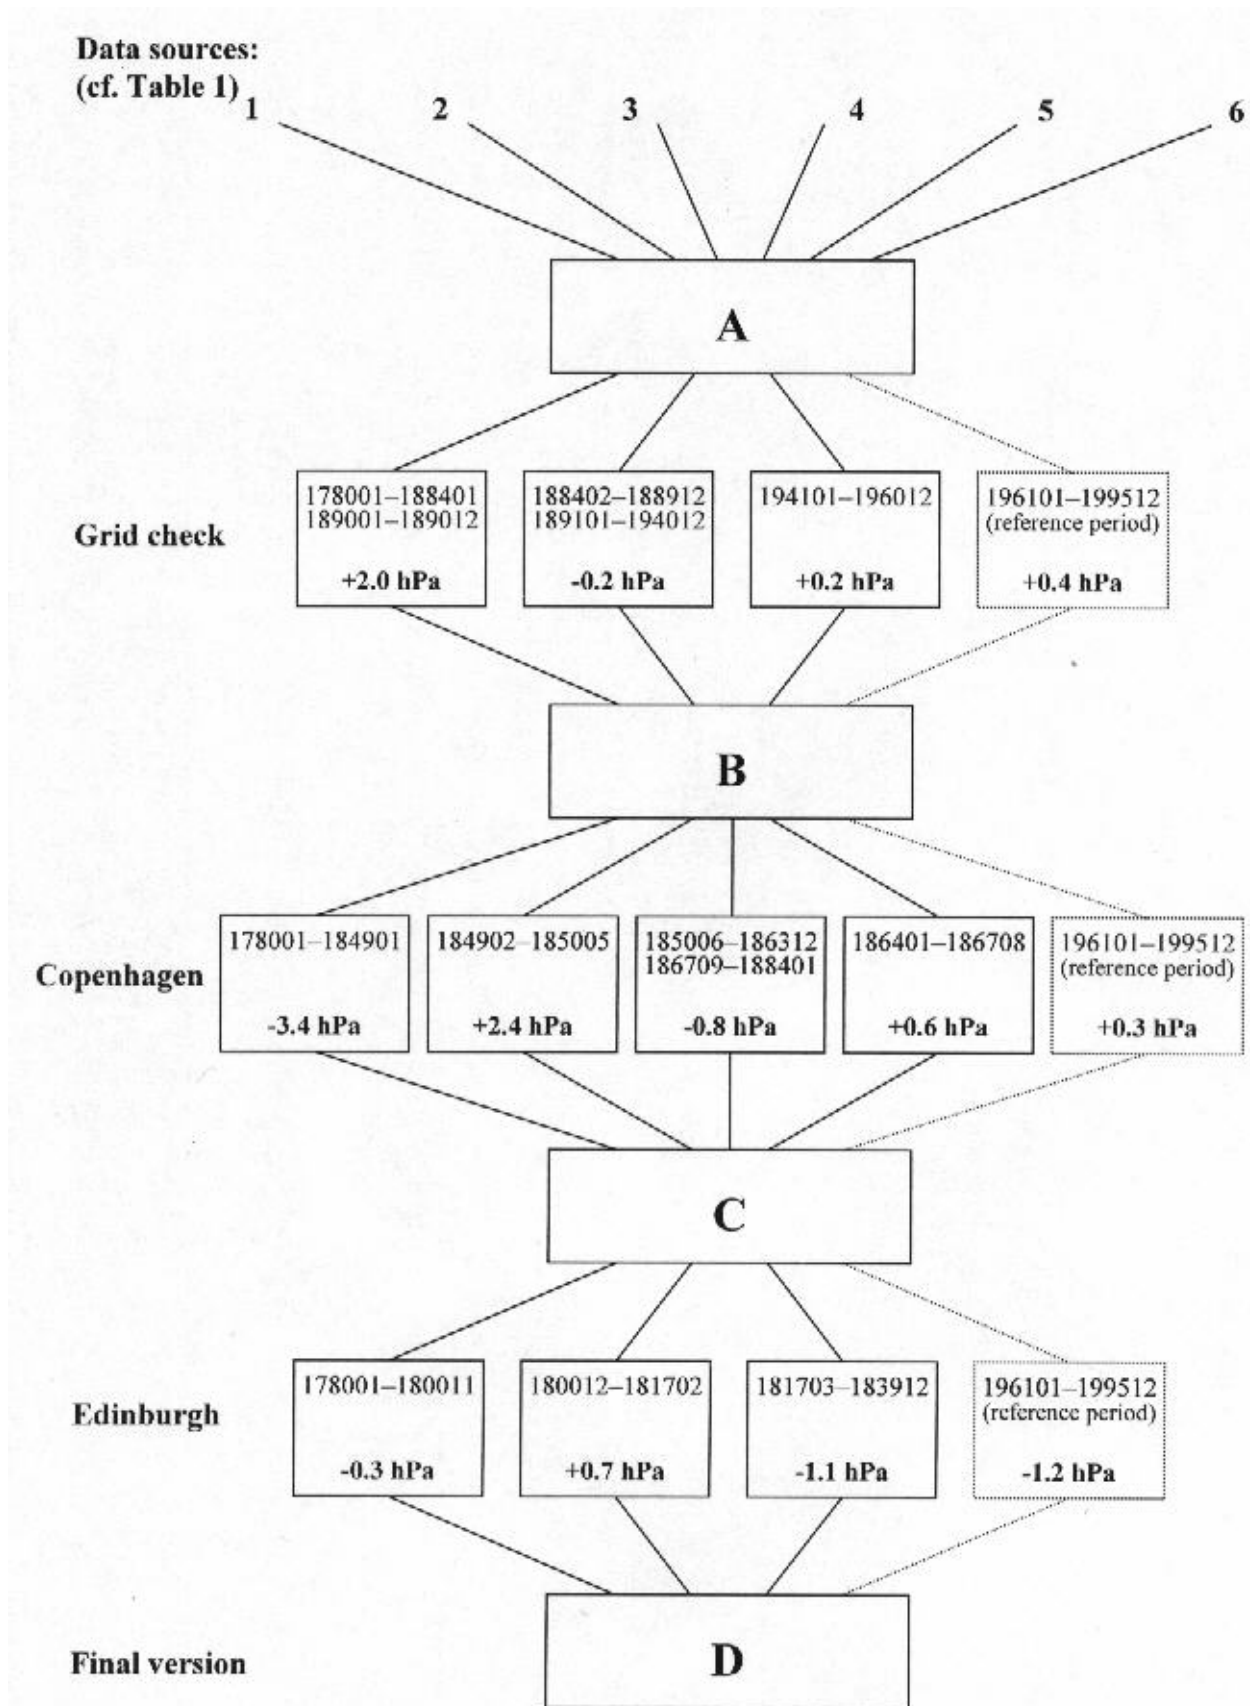 Data sources:
(cf. Table 1)
1 2 3 4 5 6
A
Grid check
178001–188401
189001–189012
+2.0 hPa
188402–188912
189101–194012
-0.2 hPa
194101–196012
+0.2 hPa
196101–199512
(reference period)
+0.4 hPa
B
Copenhagen
178001–184901
-3.4 hPa
184902–185005
+2.4 hPa
185006–186312
186709–188401
-0.8 hPa
186401–186708
+0.6 hPa
196101–199512
(reference period)
+0.3 hPa
C
Edinburgh
178001–180011
-0.3 hPa
180012–181702
+0.7 hPa
181703–183912
-1.1 hPa
196101–199512
(reference period)
-1.2 hPa
Final version
D